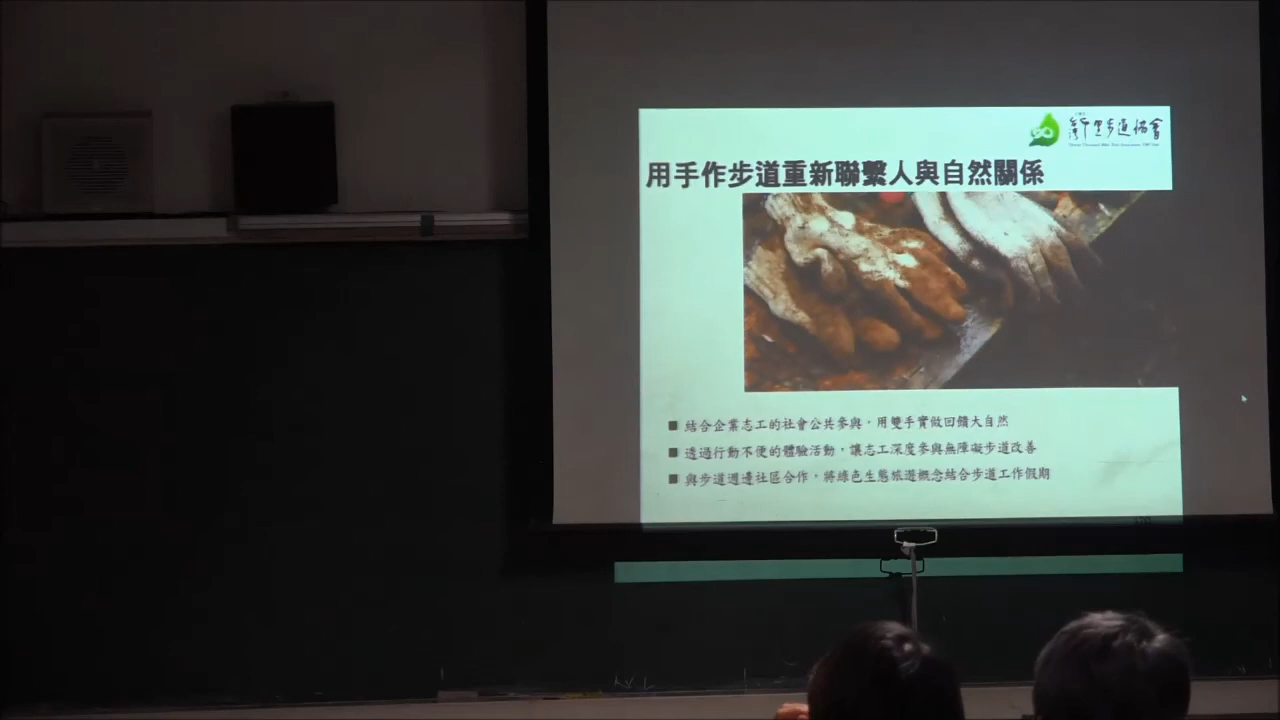 千里步道協會
用手作步道重新聯繫人與自然關係
■ 結合企業志工的社會公共參與，用雙手實做回饋大自然
■ 透過行動不便的體驗活動，讓志工深度參與無障礙步道改善
■ 與步道週邊社區合作，將綠色生態旅遊概念結合步道工作假期